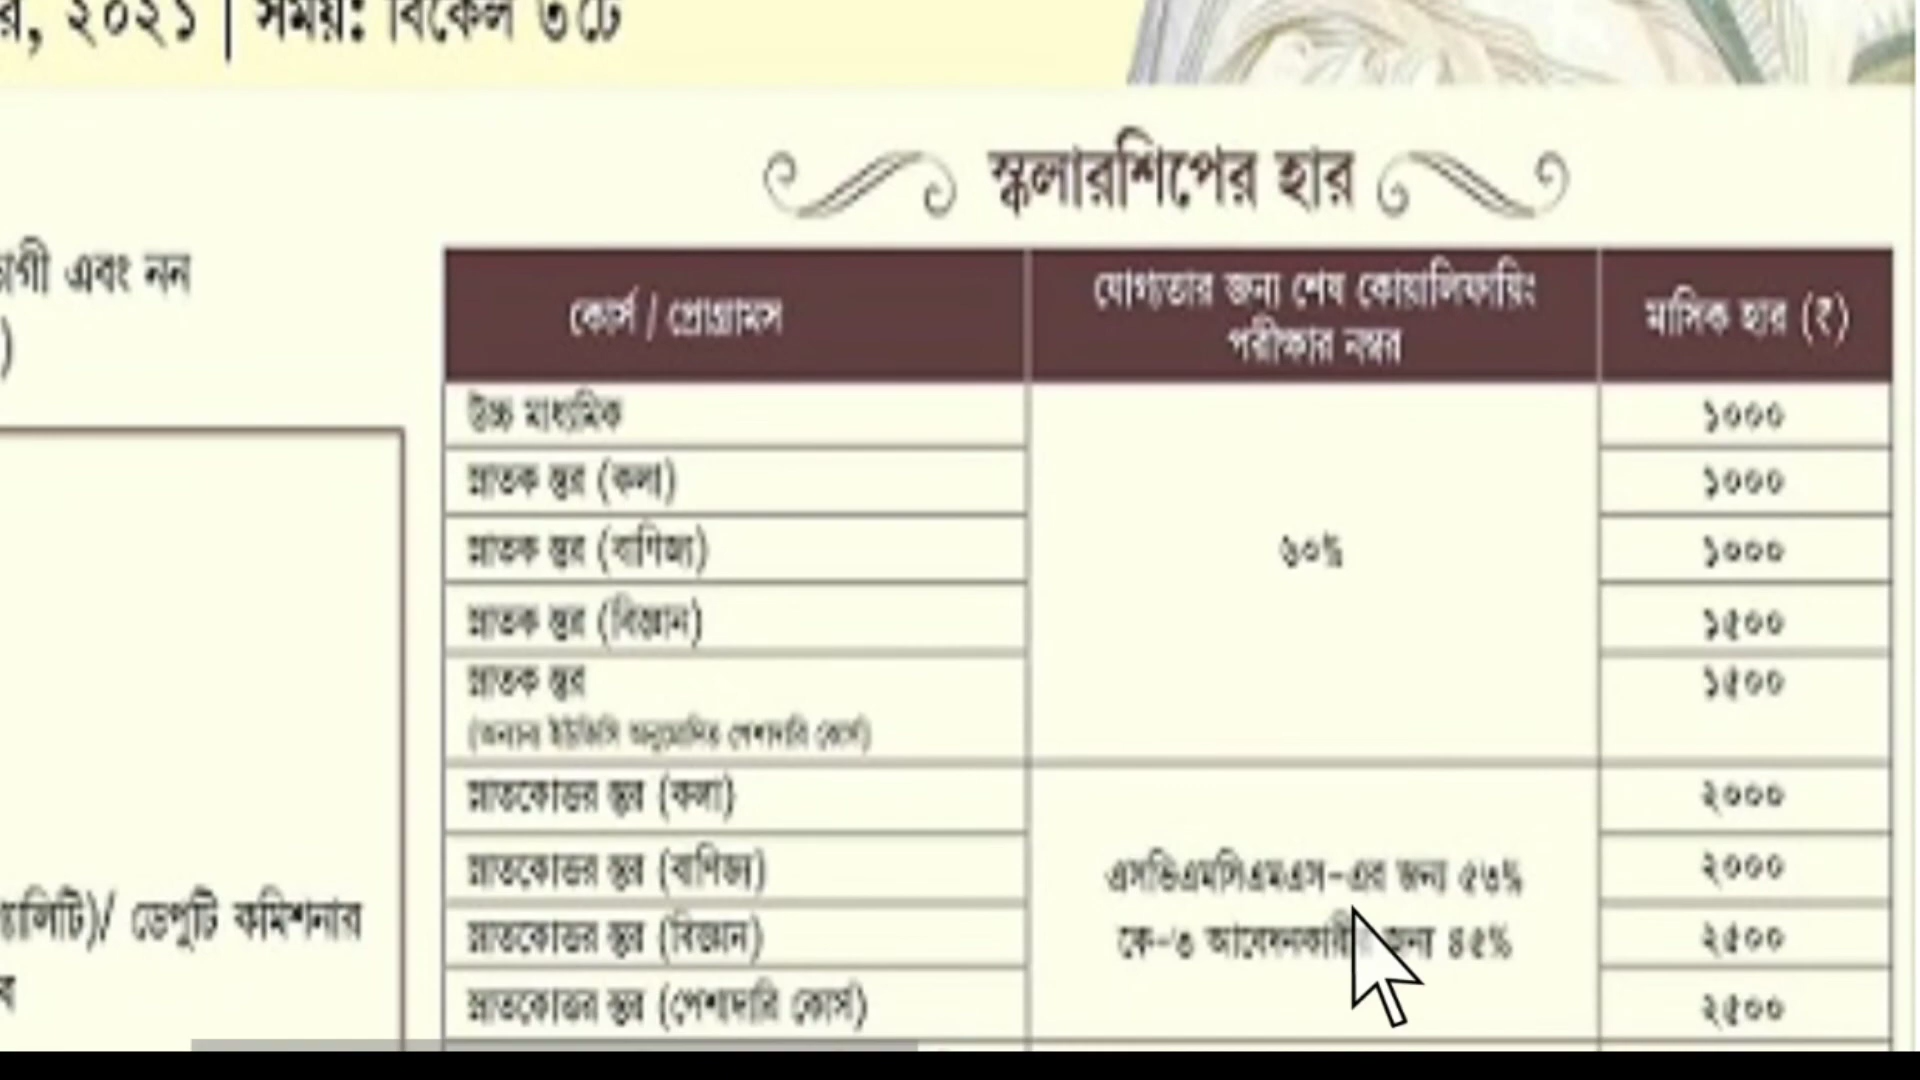 র, ২০২১ | সময়: বিকেল ৩টে
স্কলারশিপের হার
গী এবং নন
)
কোর্স / প্রোগ্রামস
যোগ্যতার জন্য শেষ কোয়ালিফায়িং
পরীক্ষার নম্বর
মাসিক হার (₹)
উচ্চ মাধ্যমিক
১০০০
স্নাতক স্তর (কলা)
১০০০
স্নাতক স্তর (বাণিজ্য)
৬০%
১০০০
স্নাতক স্তর (বিজ্ঞান)
১৫০০
স্নাতক স্তর
১৫০০
(অন্যান্য ইউজিসি অনুমোদিত পেশাদারি কোর্স)
স্নাতকোত্তর স্তর (কলা)
২০০০
স্নাতকোত্তর স্তর (বাণিজ্য)
এসভিএমসিএমএস-এর জন্য ৫৩%
২০০০
্যালিটি)/ ডেপুটি কমিশনার
স্নাতকোত্তর স্তর (বিজ্ঞান)
কে-৩ আবেদনকারীর জন্য ৪৫%
২৫০০
ব
স্নাতকোত্তর স্তর (পেশাদারি কোর্স)
২৫০০